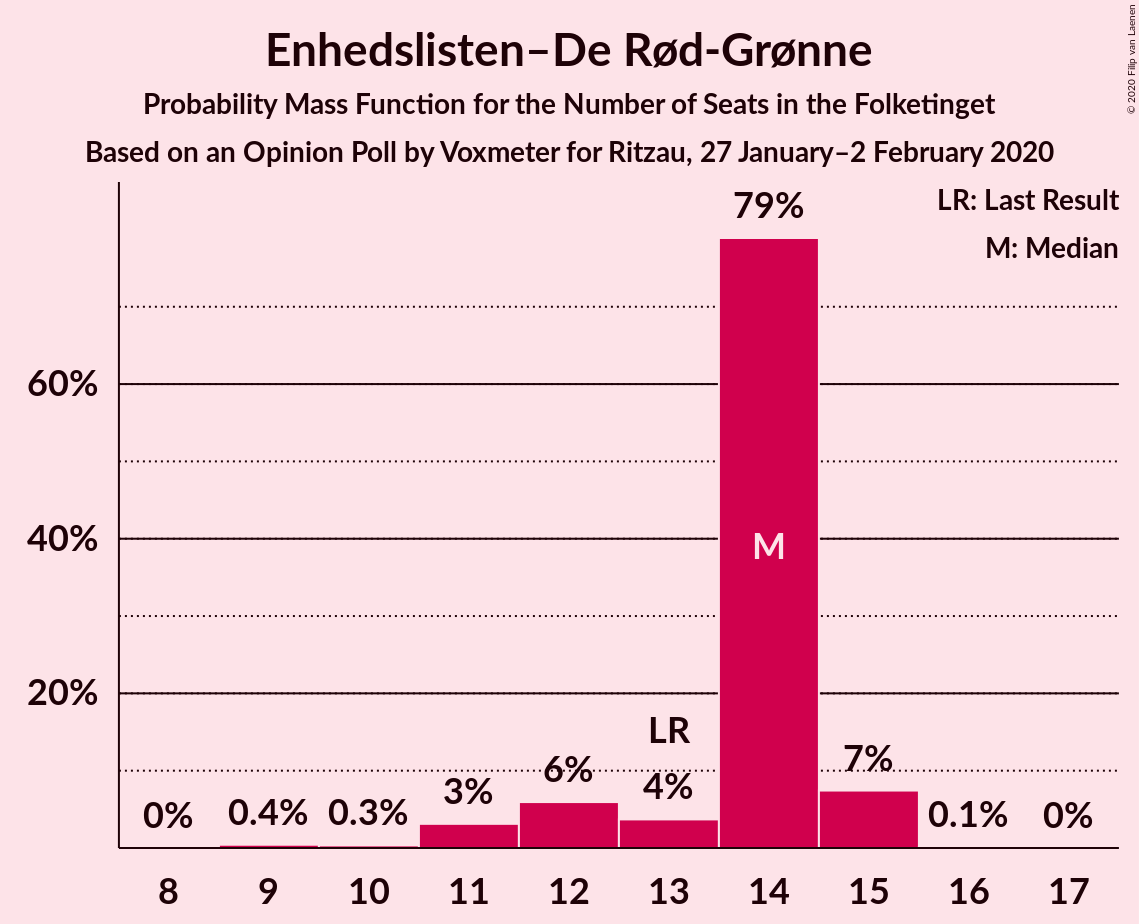 Enhedslisten–De Rød-Grønne
Probability Mass Function for the Number of Seats in the Folketinget
Based on an Opinion Poll by Voxmeter for Ritzau, 27 January–2 February 2020
© 2020 Filip van Laenen
LR: Last Result
M: Median
60%
40%
20%
0%
0.4%
0.3%
3%
6%
LR
4%
79%
M
7%
0.1%
0%
8 9 10 11 12 13 14 15 16 17